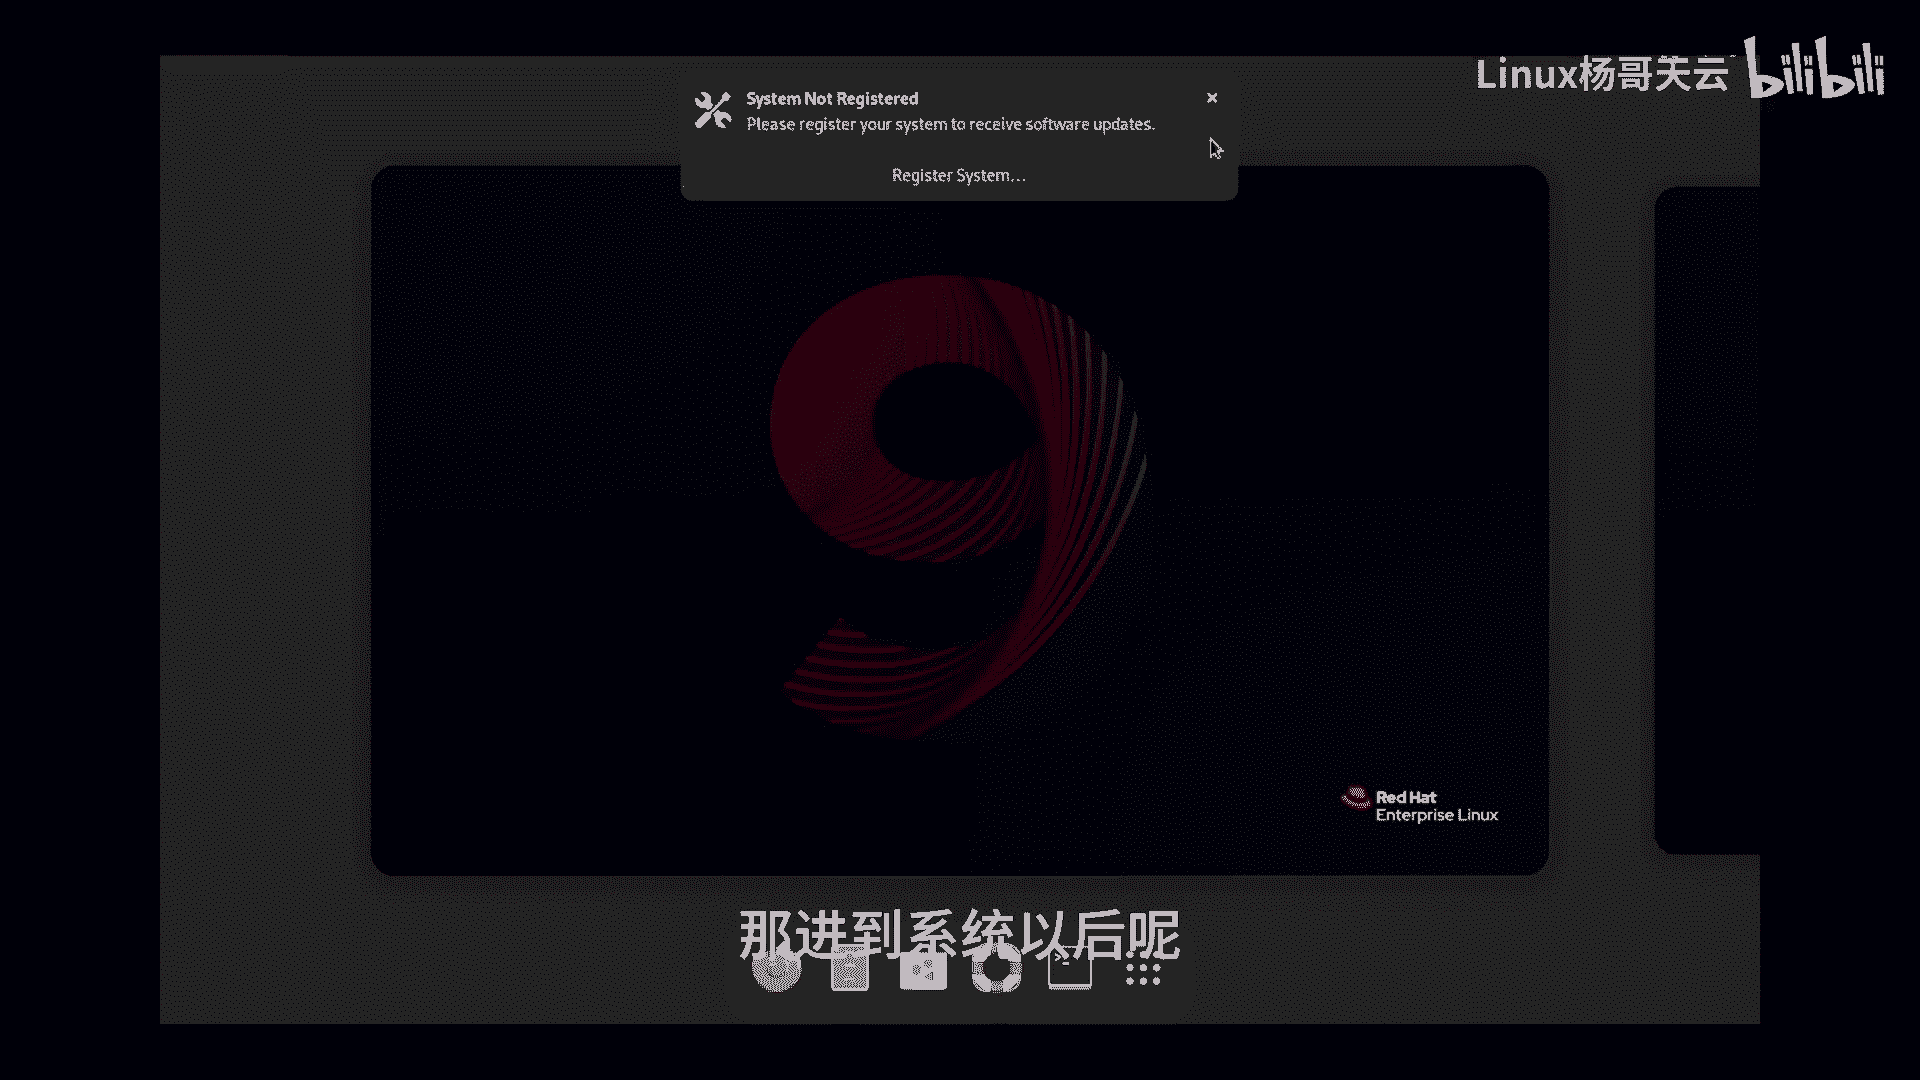 Linux杨哥天云 bilibili
System Not Registered
Please register your system to receive software updates.
Register System...
9
Red Hat
Enterprise Linux
那进到系统以后呢